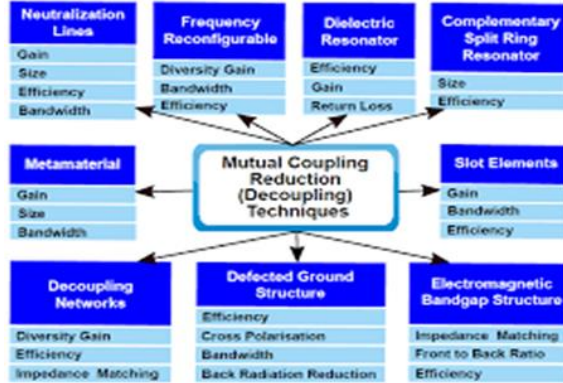 Neutralization
Lines
Gain
Size
Efficiency
Bandwidth
Frequency
Reconfigurable
Diversity Gain
Bandwidth
Efficiency
Dielectric
Resonator
Efficiency
Gain
Return Loss
Complementary
Split Ring
Resonator
Size
Efficiency
Metamaterial
Gain
Size
Bandwidth
Mutual Coupling
Reduction
(Decoupling)
Techniques
Slot Elements
Gain
Bandwidth
Efficiency
Decoupling
Networks
Diversity Gain
Efficiency
Impedance Matching
Defected Ground
Structure
Efficiency
Cross Polarisation
Bandwidth
Back Radiation Reduction
Electromagnetic
Bandgap Structure
Impedance Matching
Front to Back Ratio
Efficiency